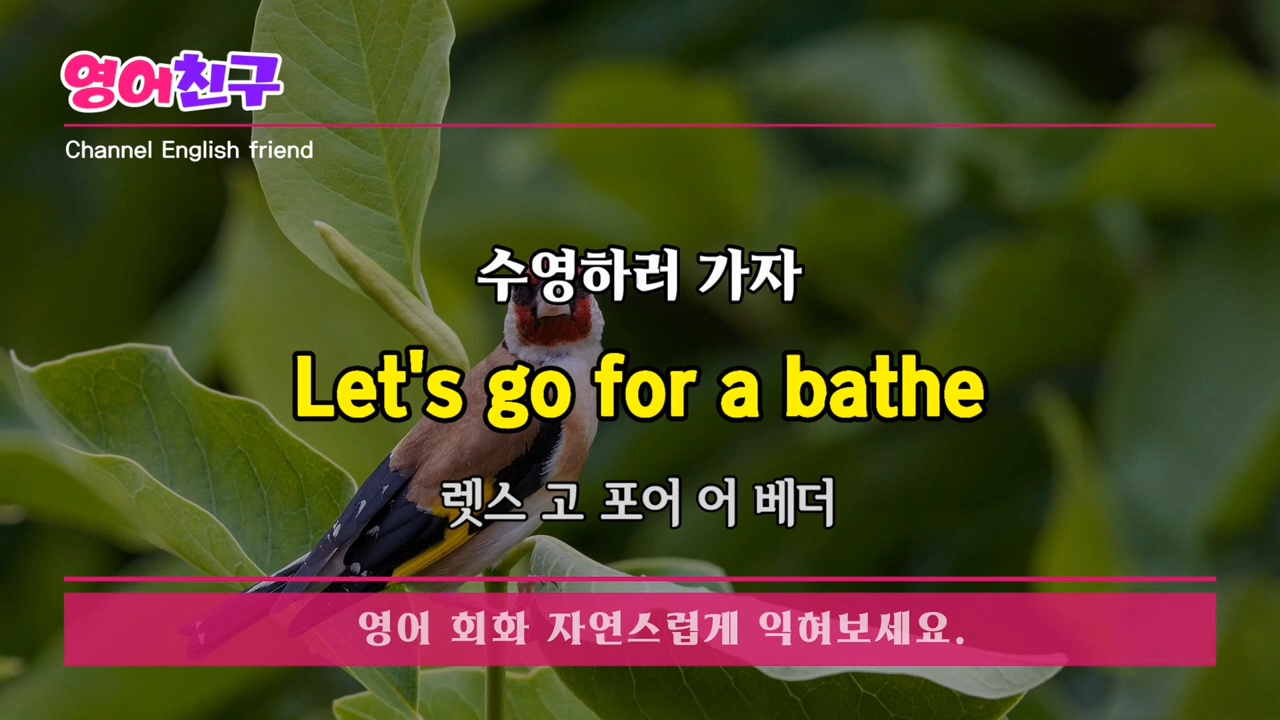 영어친구
Channel English friend
수영하러 가자
Let's go for a bathe
렛스 고 포어 어 베더
영어 회화 자연스럽게 익혀보세요.